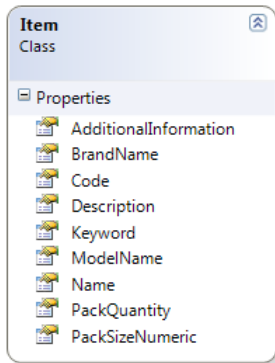 Item
Class
Properties
AdditionalInformation
BrandName
Code
Description
Keyword
ModelName
Name
PackQuantity
PackSizeNumeric